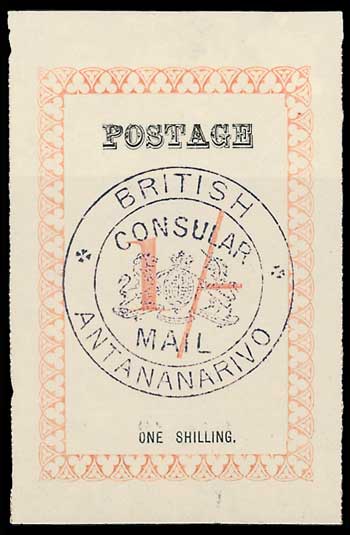 POSTAGE
BRITISH
CONSULAR
1/-
MAIL
ANTANANARIVO
ONE SHILLING.